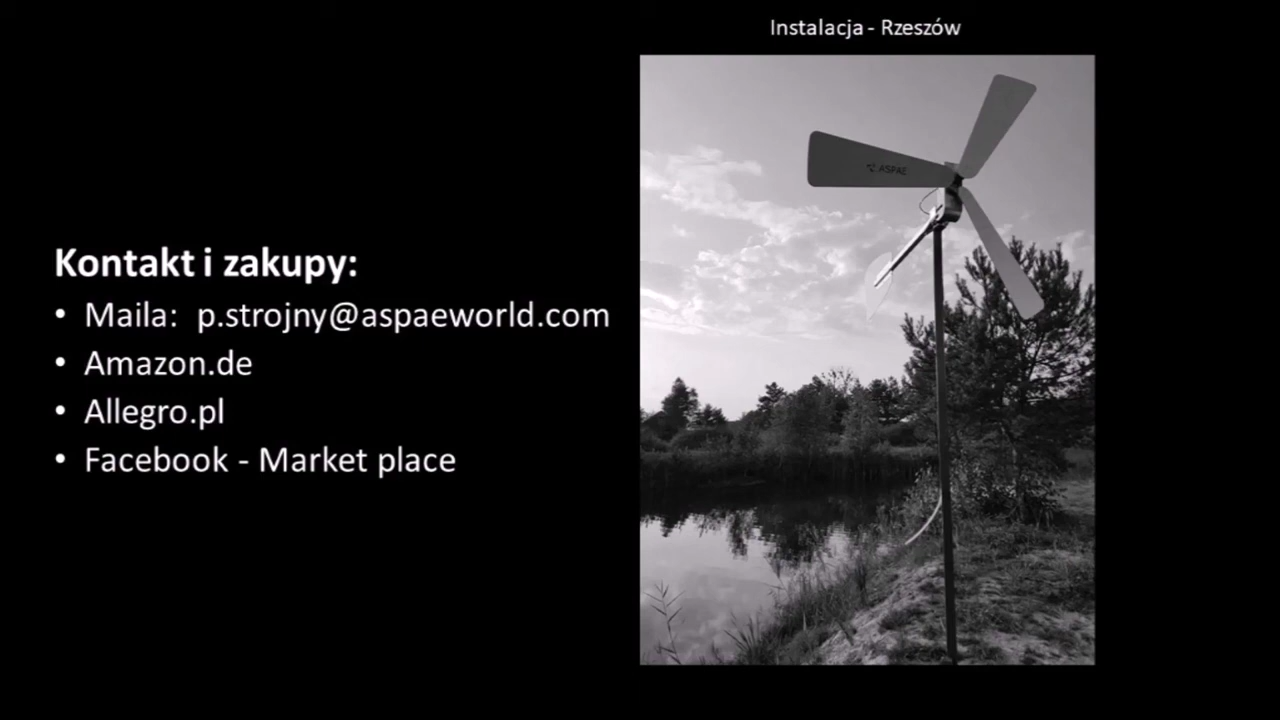 Instalacja - Rzeszów
ASPAE
Kontakt i zakupy:
• Maila: p.strojny@aspaeworld.com
• Amazon.de
• Allegro.pl
• Facebook - Market place